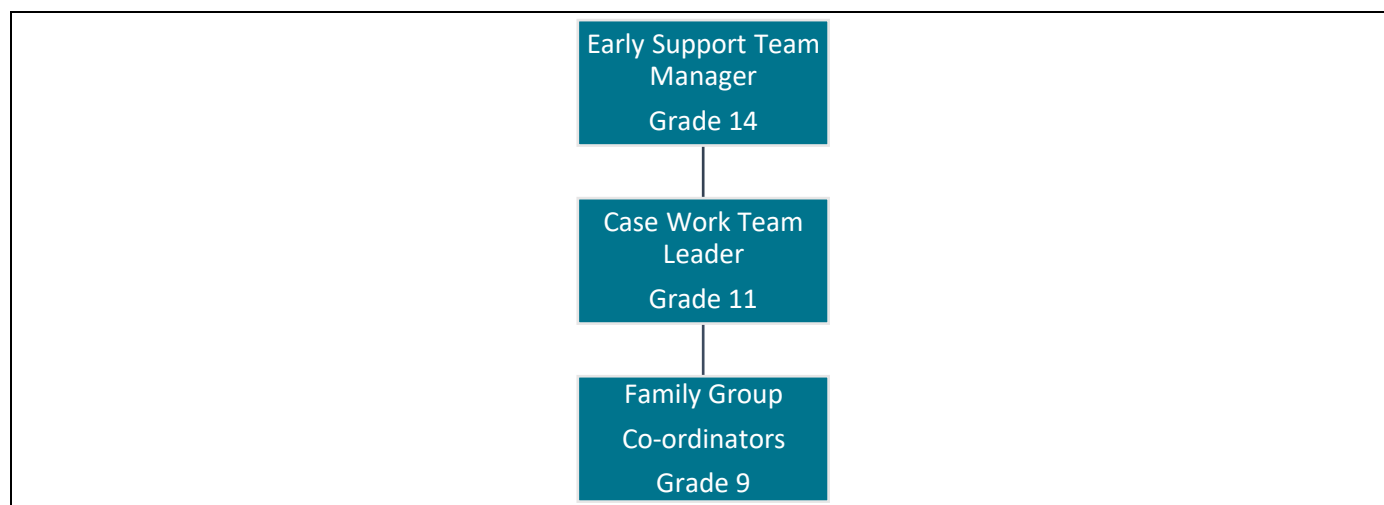 Early Support Team
Manager
Grade 14
Case Work Team
Leader
Grade 11
Family Group
Co-ordinators
Grade 9